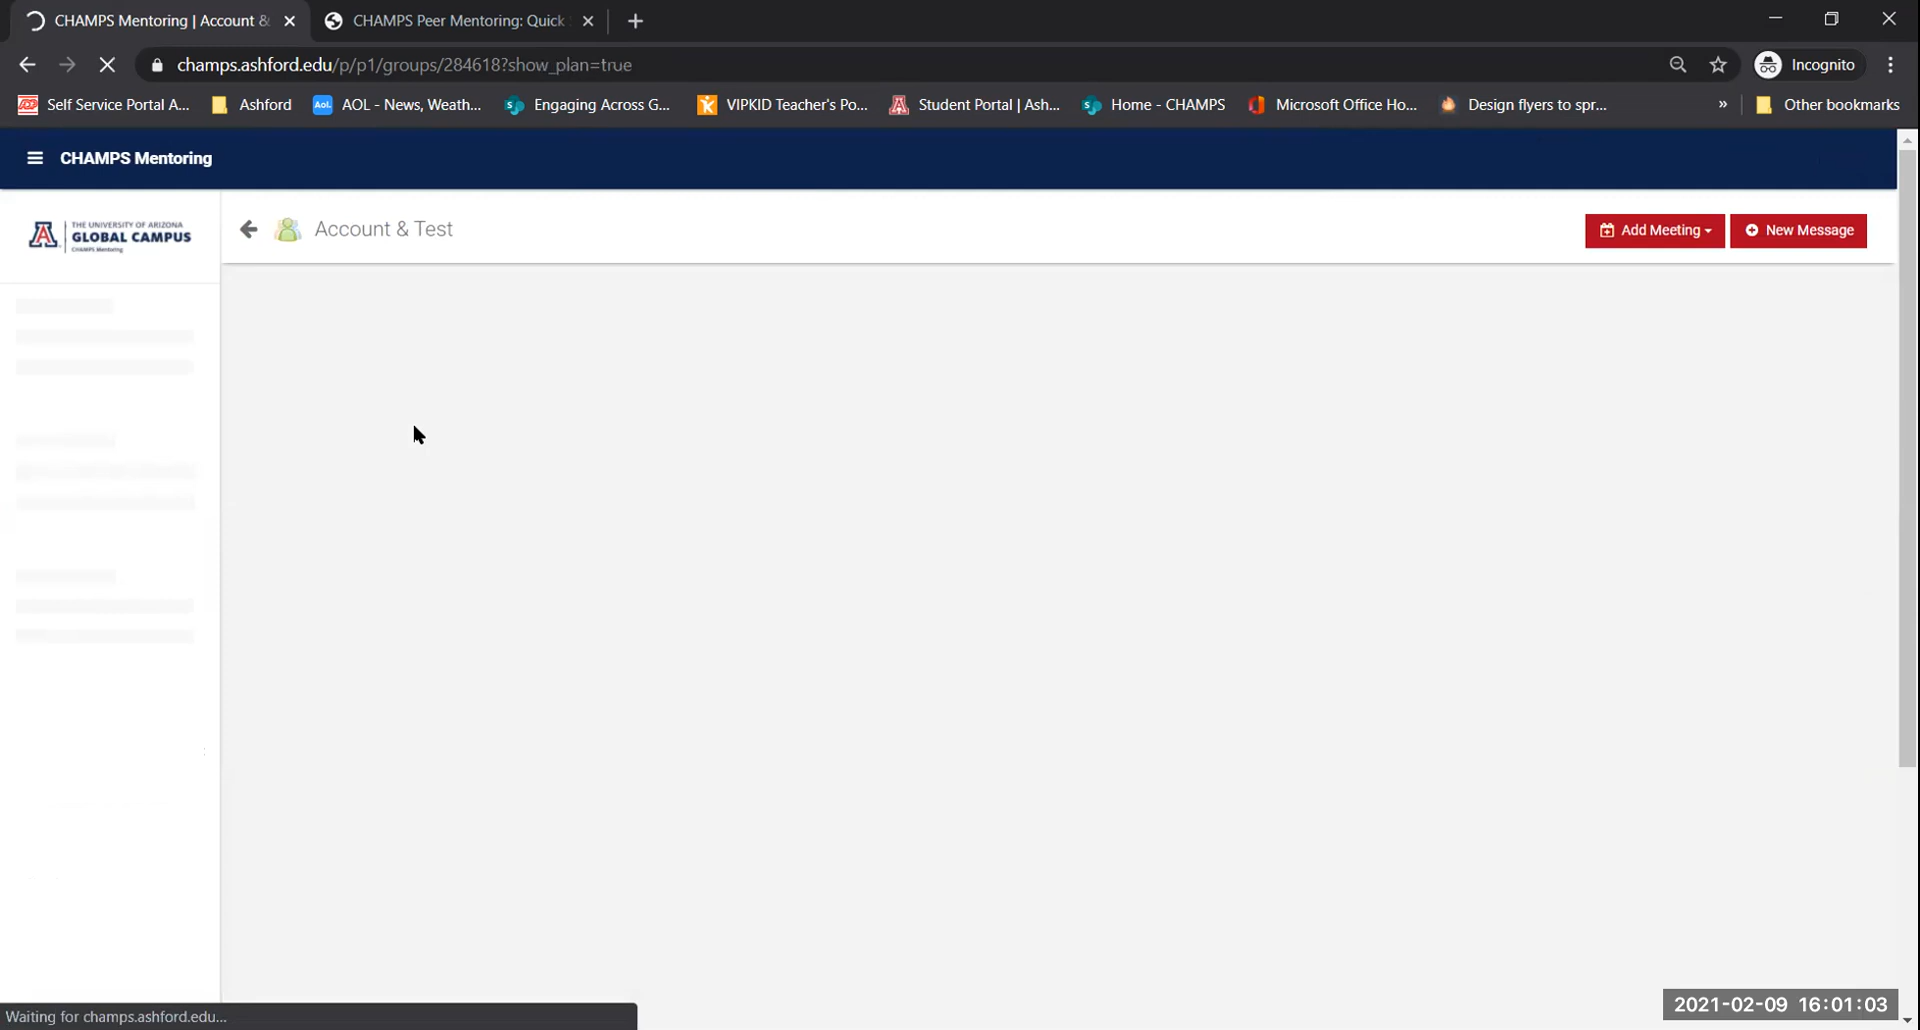 CHAMPS Mentoring | Account &
CHAMPS Peer Mentoring: Quick
champs.ashford.edu/p/p1/groups/284618?show_plan=true
Incognito
Self Service Portal A...
Ashford
Aol.
AOL - News, Weath...
Engaging Across G...
VIPKID Teacher's Po...
Student Portal | Ash...
Home - CHAMPS
Microsoft Office Ho...
Design flyers to spr...
»
Other bookmarks
CHAMPS Mentoring
THE UNIVERSITY OF ARIZONA
GLOBAL CAMPUS
CHAMPS Mentoring
Account & Test
Add Meeting
New Message
Waiting for champs.ashford.edu...
2021-02-09 16:01:03